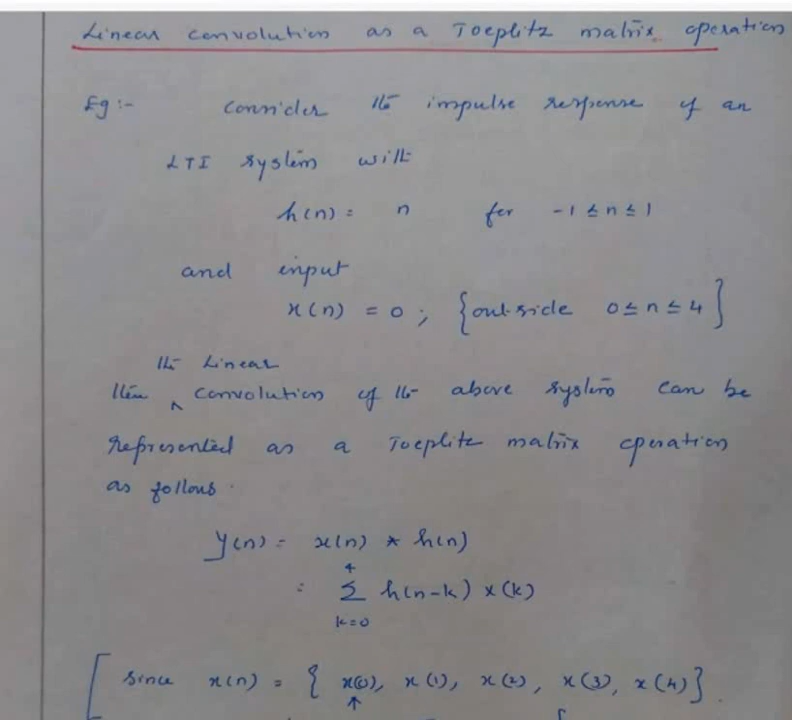 Linear convolution as a Toeplitz matrix operation
Eg :- Consider the impulse response of an
LTI system with
h(n) = n for -1 ≤ n ≤ 1
and input
x(n) = 0 ; {outside 0 ≤ n ≤ 4}
the Linear
then ^ Convolution of the above system can be
represented as a Toeplitz matrix operation
as follows.
y(n) = x(n) * h(n)
4
= Σ h(n-k) x(k)
k=0
[ since x(n) = { x(0), x(1), x(2), x(3), x(4) }
↑